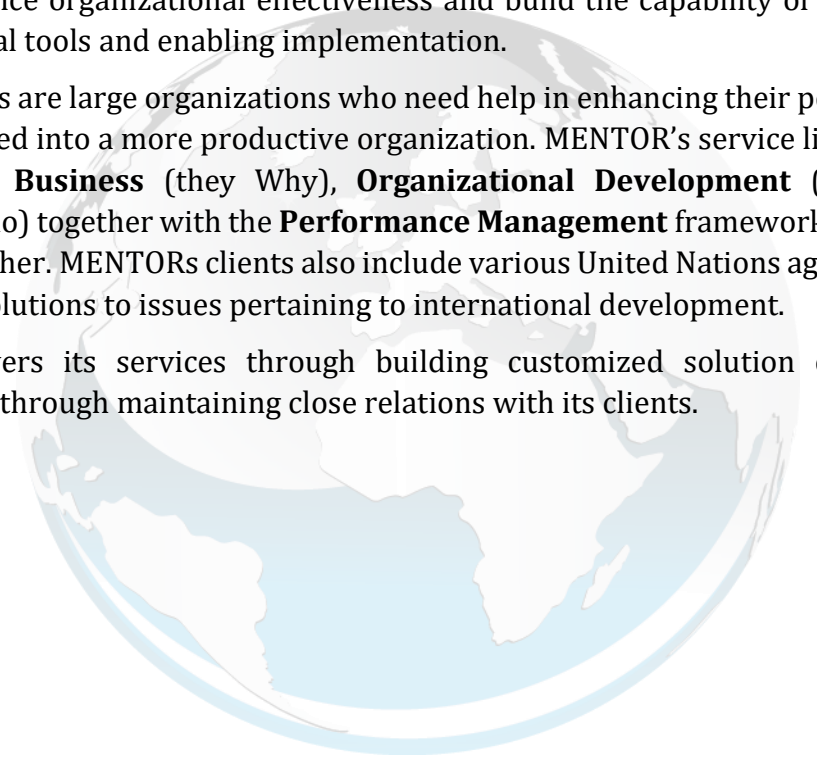 nce organizational effectiveness and build the capability of
al tools and enabling implementation.
s are large organizations who need help in enhancing their p
ed into a more productive organization. MENTOR’s service li
Business (they Why), Organizational Development (
o) together with the Performance Management framework
her. MENTORs clients also include various United Nations ag
olutions to issues pertaining to international development.
vers its services through building customized solution
through maintaining close relations with its clients.